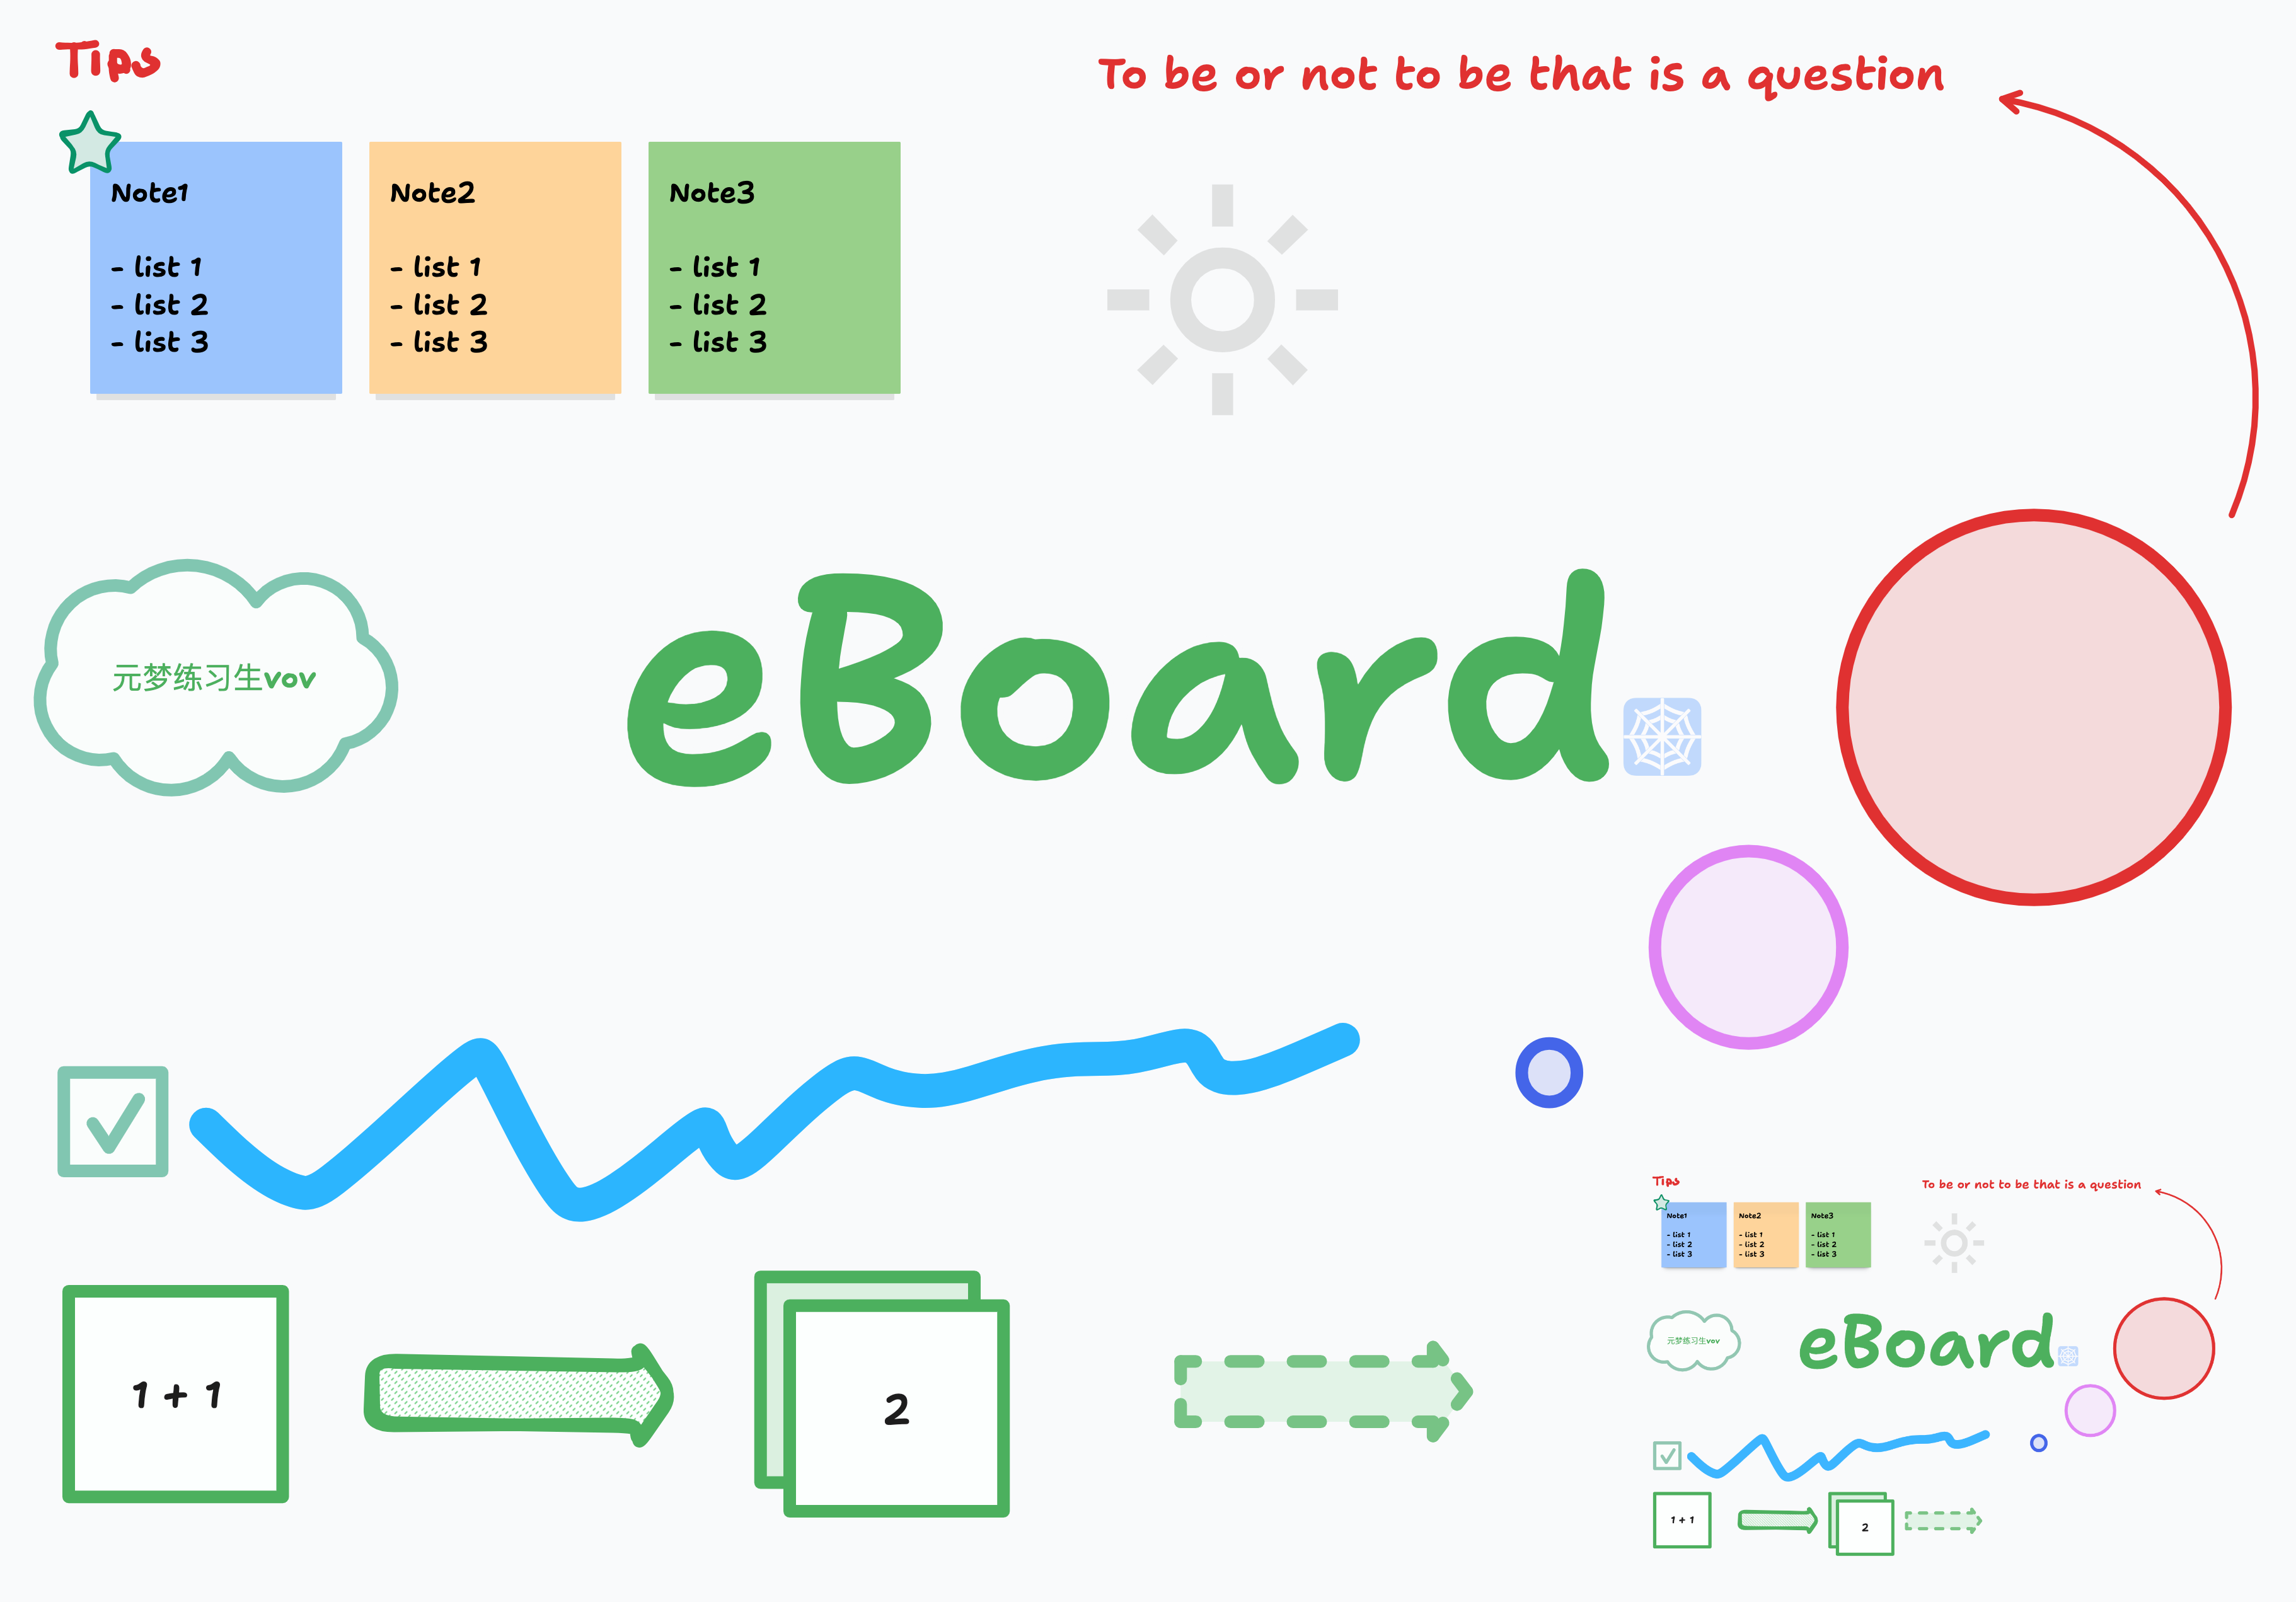 Tips
To be or not to be that is a question
Note1
- list 1
- list 2
- list 3
Note2
- list 1
- list 2
- list 3
Note3
- list 1
- list 2
- list 3
元梦练习生vov
eBoard
1 + 1
2
Tips
To be or not to be that is a question
Note1
- list 1
- list 2
- list 3
Note2
- list 1
- list 2
- list 3
Note3
- list 1
- list 2
- list 3
元梦练习生vov
eBoard
1 + 1
2